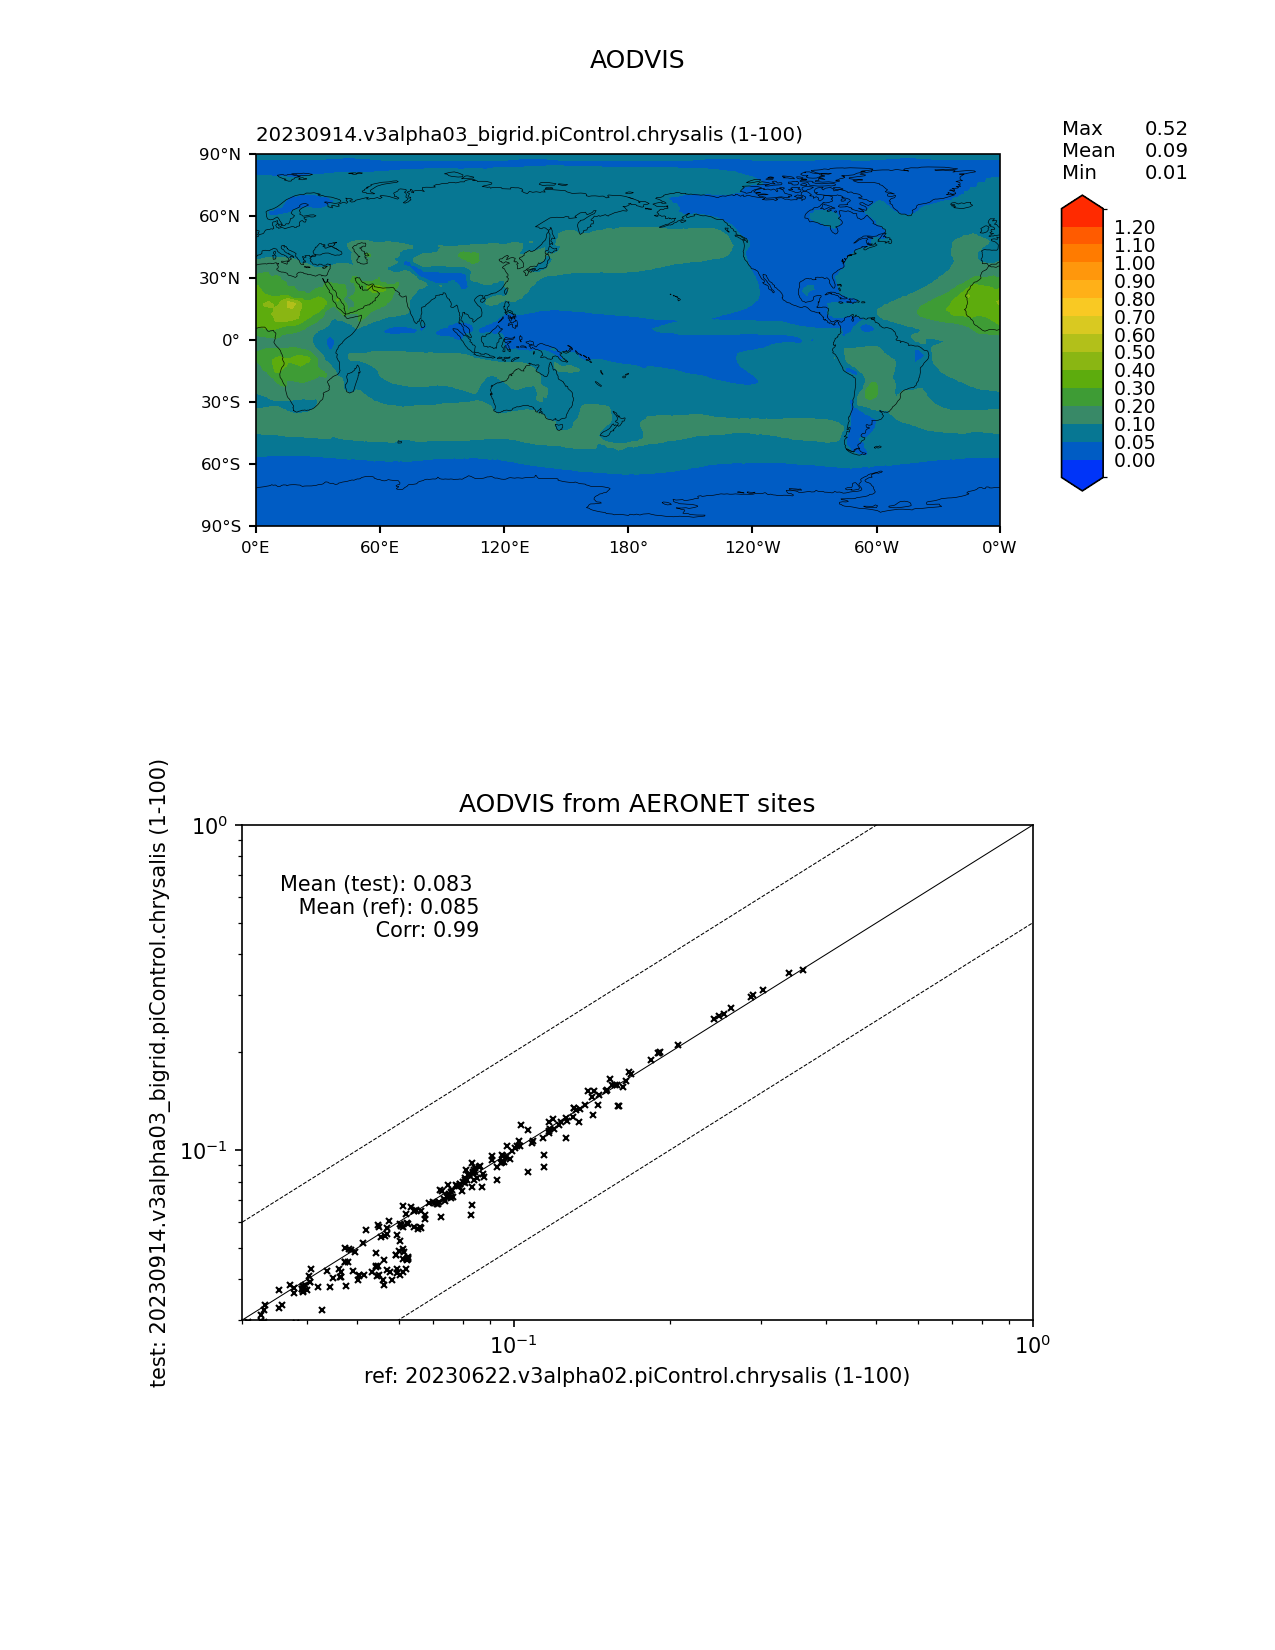 AODVIS
20230914.v3alpha03_bigrid.piControl.chrysalis (1-100)
Max 0.52
Mean 0.09
Min 0.01
90°N
60°N
30°N
0°
30°S
60°S
90°S
0°E 60°E 120°E 180° 120°W 60°W 0°W
1.20
1.10
1.00
0.90
0.80
0.70
0.60
0.50
0.40
0.30
0.20
0.10
0.05
0.00
AODVIS from AERONET sites
Mean (test): 0.083
Mean (ref): 0.085
Corr: 0.99
test: 20230914.v3alpha03_bigrid.piControl.chrysalis (1-100)
10⁰
10⁻¹
10⁻¹ 10⁰
ref: 20230622.v3alpha02.piControl.chrysalis (1-100)